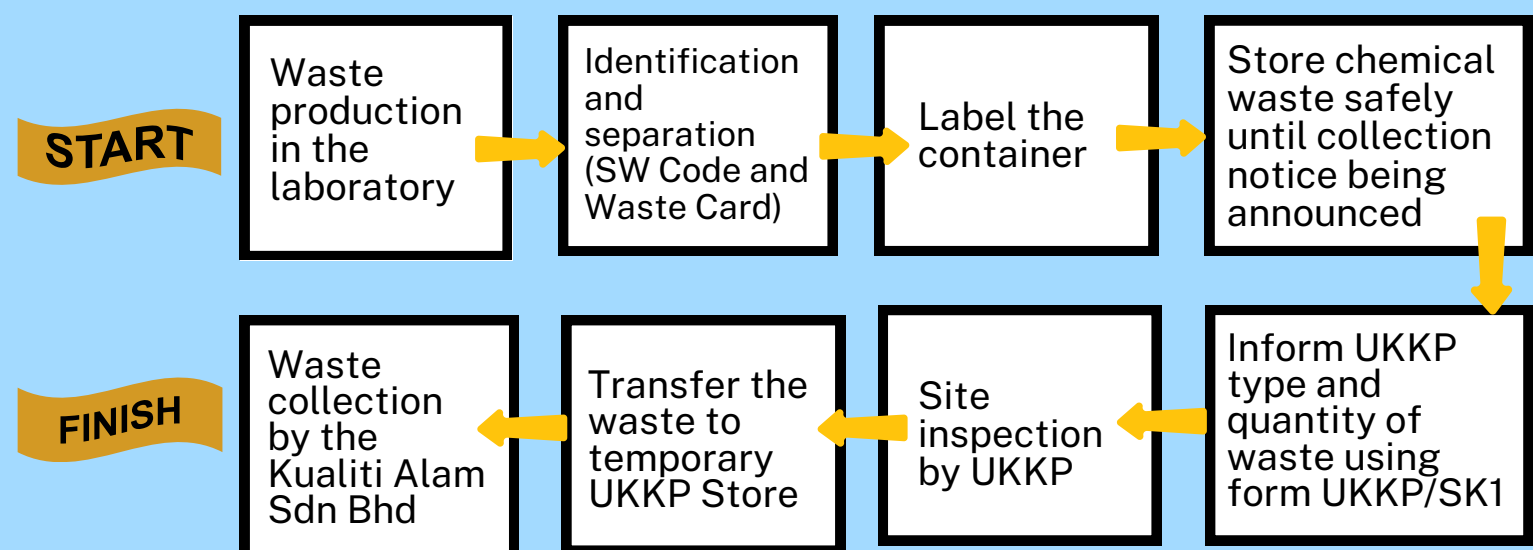 START
Waste
production
in the
laboratory
Identification
and
separation
(SW Code and
Waste Card)
Label the
container
Store chemical
waste safely
until collection
notice being
announced
Inform UKKP
type and
quantity of
waste using
form UKKP/SK1
Site
inspection
by UKKP
Transfer the
waste to
temporary
UKKP Store
Waste
collection
by the
Kualiti Alam
Sdn Bhd
FINISH